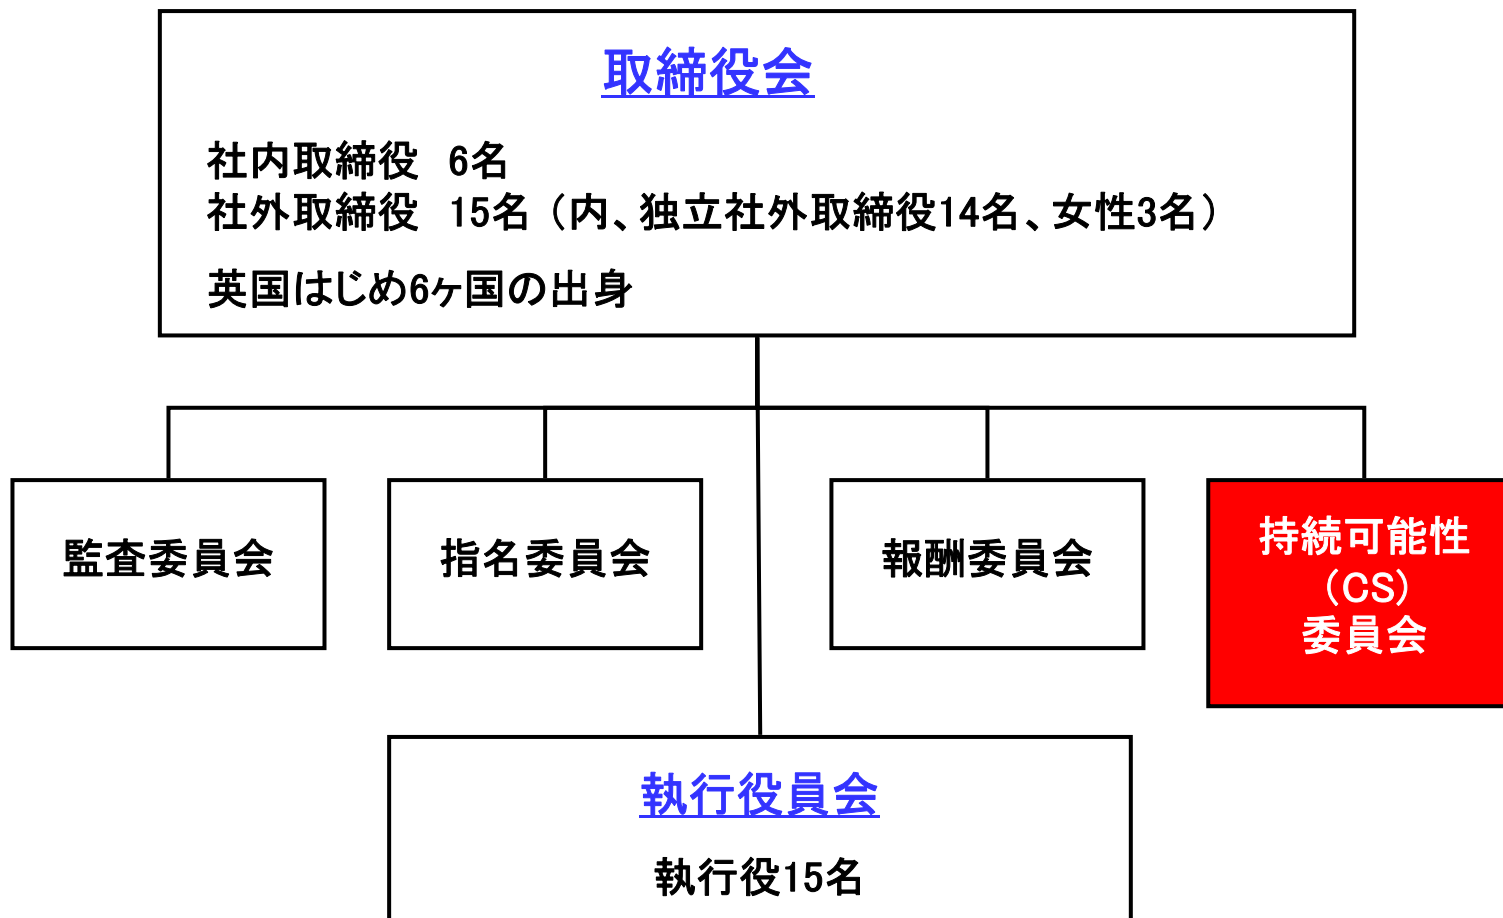 取締役会
社内取締役　6名
社外取締役　15名（内、独立社外取締役14名、女性3名）
英国はじめ6ヶ国の出身
監査委員会
指名委員会
報酬委員会
持続可能性
（CS）
委員会
執行役員会
執行役15名